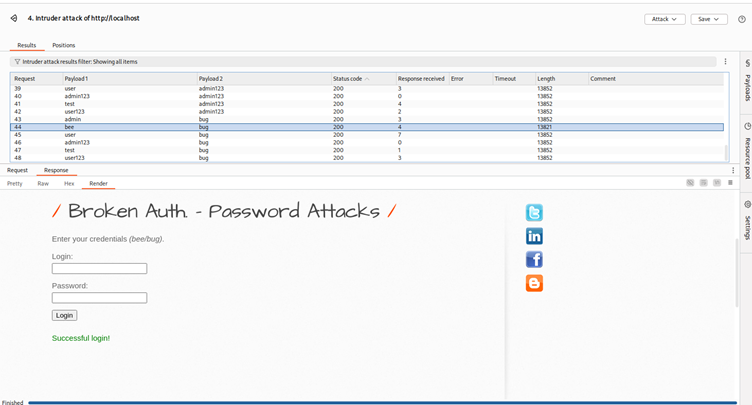 4. Intruder attack of http://localhost
Attack
Save
Results Positions
Intruder attack results filter: Showing all items
Request Payload 1 Payload 2 Status code Response received Error Timeout Length Comment
39 user admin123 200 3 13852
40 admin123 admin123 200 0 13852
41 test admin123 200 4 13852
42 user123 admin123 200 2 13852
43 admin bug 200 3 13852
44 bee bug 200 4 13821
45 user bug 200 7 13852
46 admin123 bug 200 0 13852
47 test bug 200 1 13852
48 user123 bug 200 3 13852
Request Response
Pretty Raw Hex Render
/ Broken Auth. - Password Attacks /
Enter your credentials (bee/bug).
Login:
Password:
Login
Successful login!
Finished
Payloads
Resource pool
Settings